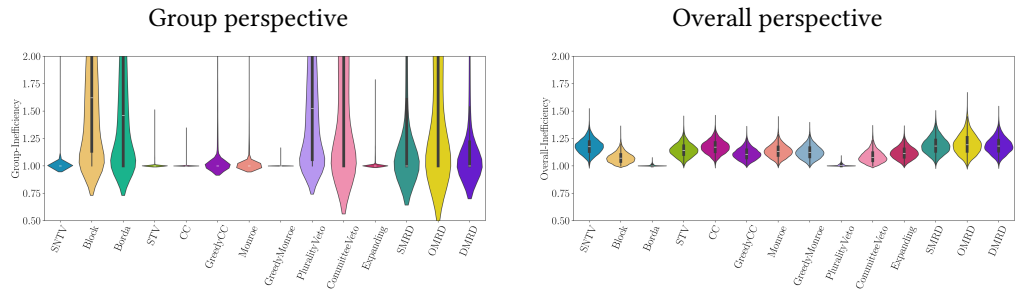 Group perspective
Overall perspective
Group-Inefficiency
2.00
1.75
1.50
1.25
1.00
0.75
0.50
SNTV
Block
Borda
STV
CC
GreedyCC
Monroe
GreedyMonroe
PluralityVeto
CommitteeVeto
Expanding
SMRD
OMRD
DMRD
Overall-Inefficiency
2.00
1.75
1.50
1.25
1.00
0.75
0.50
SNTV
Block
Borda
STV
CC
GreedyCC
Monroe
GreedyMonroe
PluralityVeto
CommitteeVeto
Expanding
SMRD
OMRD
DMRD